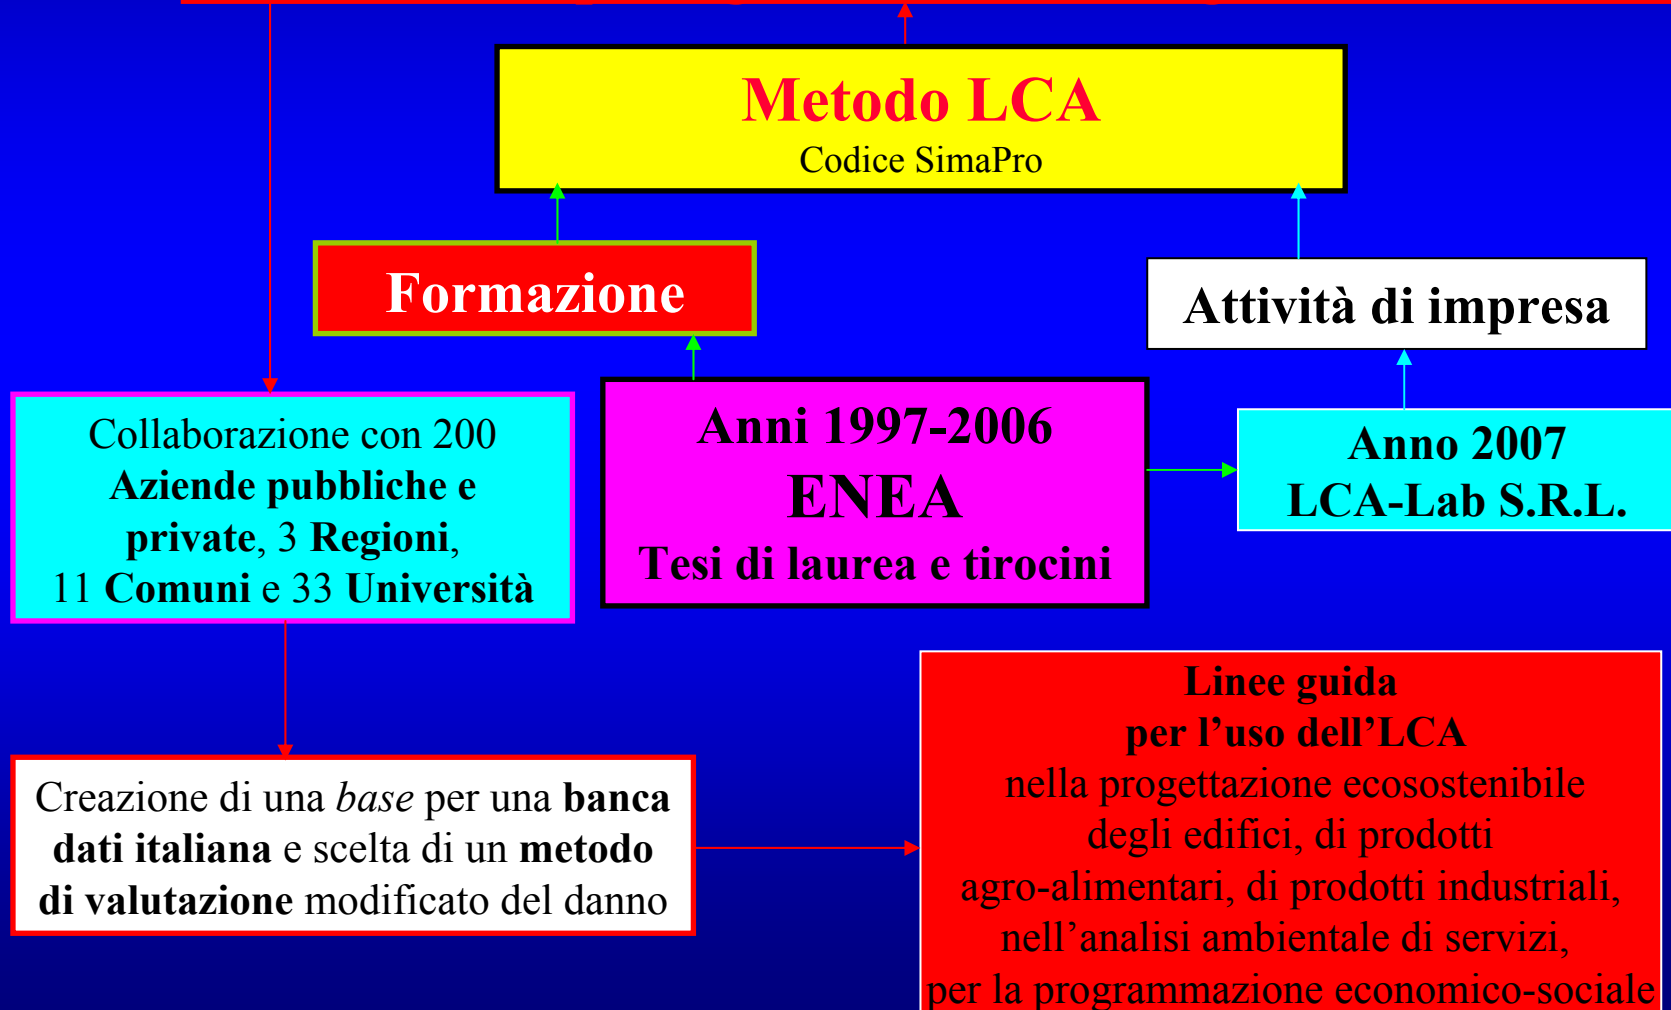 Metodo LCA
Codice SimaPro
Formazione
Attività di impresa
Collaborazione con 200
Aziende pubbliche e
private, 3 Regioni,
11 Comuni e 33 Università
Anni 1997-2006
ENEA
Tesi di laurea e tirocini
Anno 2007
LCA-Lab S.R.L.
Creazione di una base per una banca
dati italiana e scelta di un metodo
di valutazione modificato del danno
Linee guida
per l’uso dell’LCA
nella progettazione ecosostenibile
degli edifici, di prodotti
agro-alimentari, di prodotti industriali,
nell’analisi ambientale di servizi,
per la programmazione economico-sociale